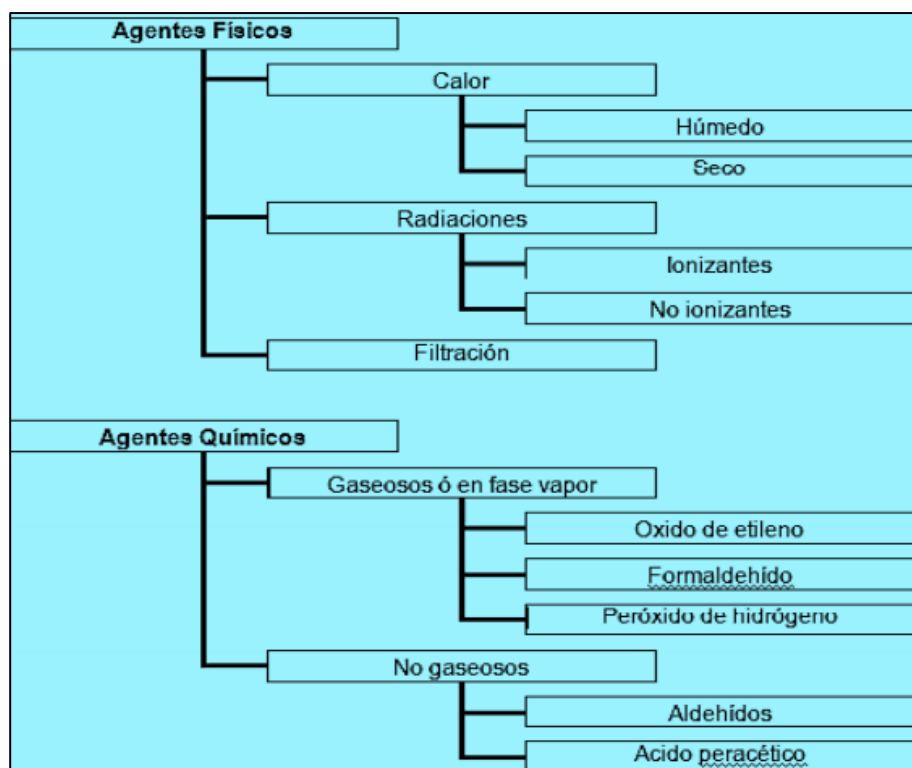 Agentes Físicos
Calor
Húmedo
Seco
Radiaciones
Ionizantes
No ionizantes
Filtración
Agentes Químicos
Gaseosos ó en fase vapor
Oxido de etileno
Formaldehído
Peróxido de hidrógeno
No gaseosos
Aldehídos
Acido peracético